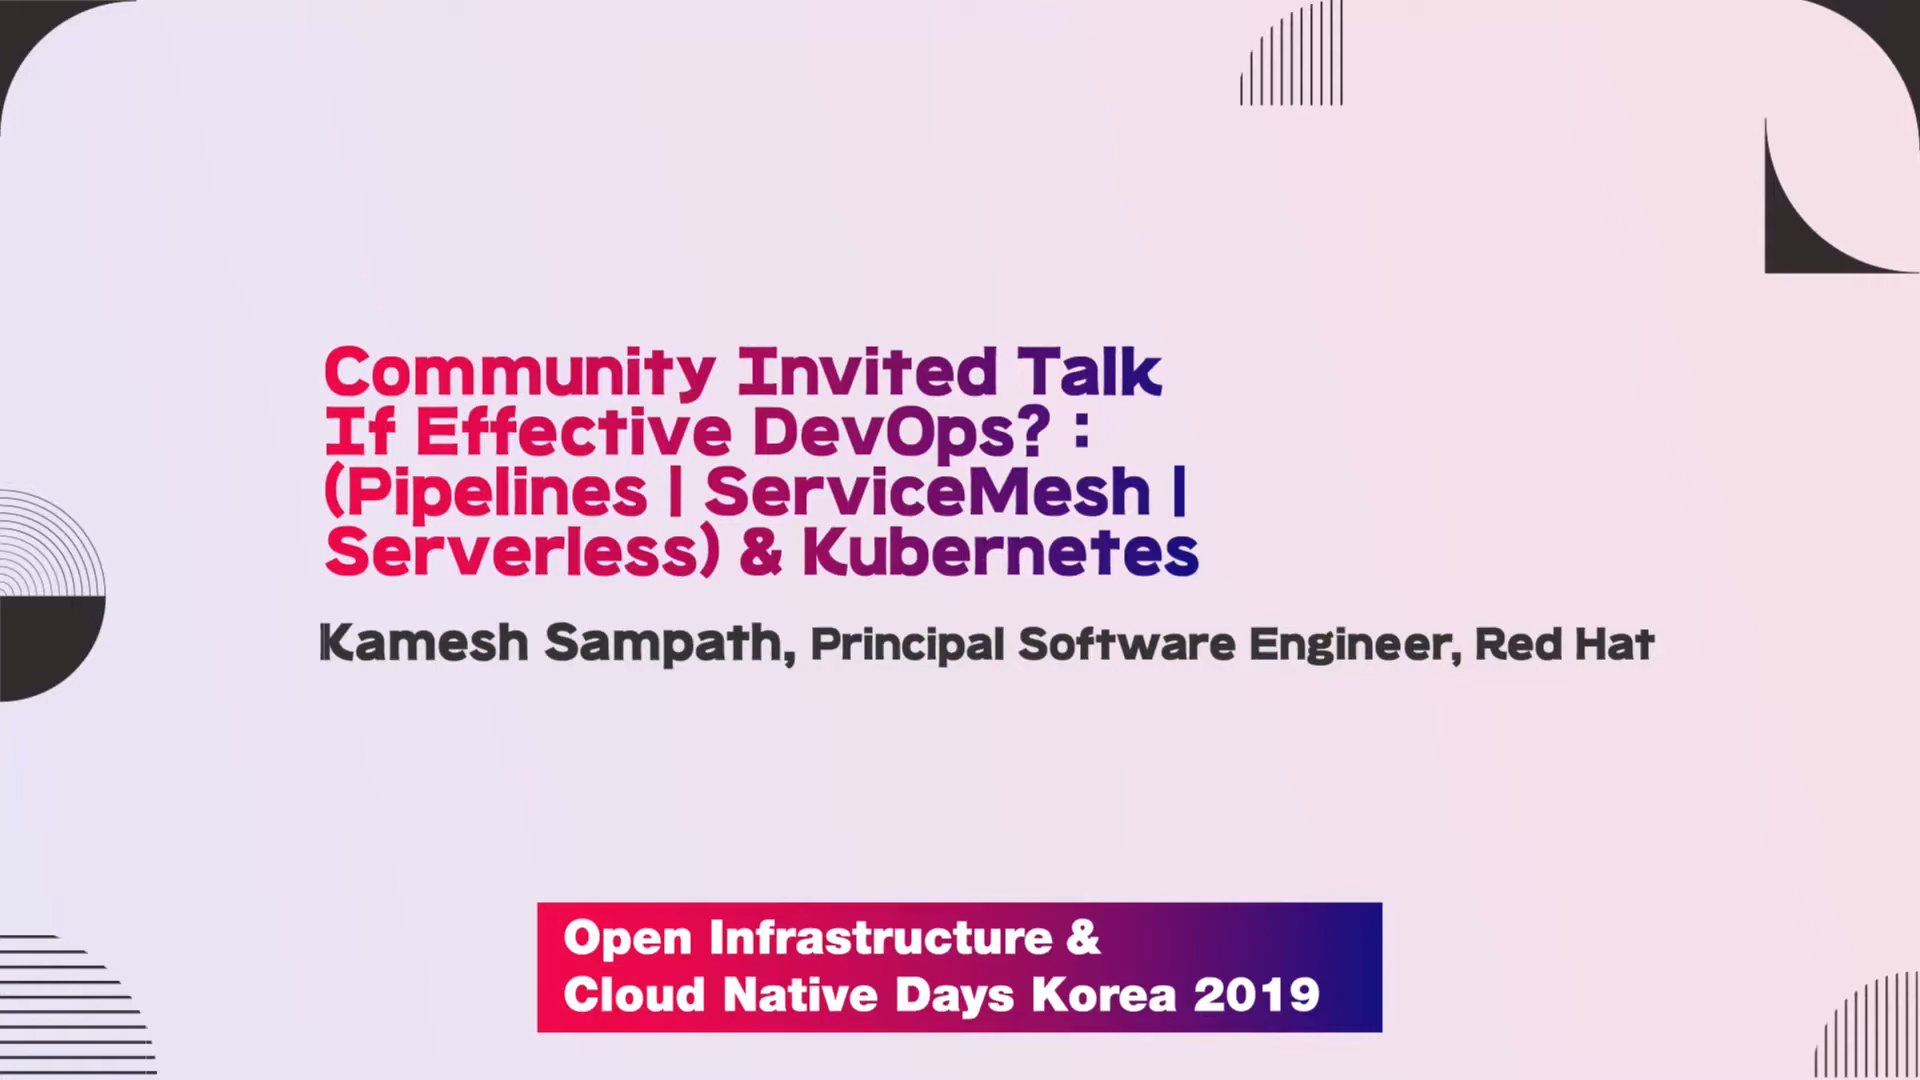 Community Invited Talk
If Effective DevOps? :
(Pipelines | ServiceMesh |
Serverless) & Kubernetes
Kamesh Sampath, Principal Software Engineer, Red Hat
Open Infrastructure &
Cloud Native Days Korea 2019